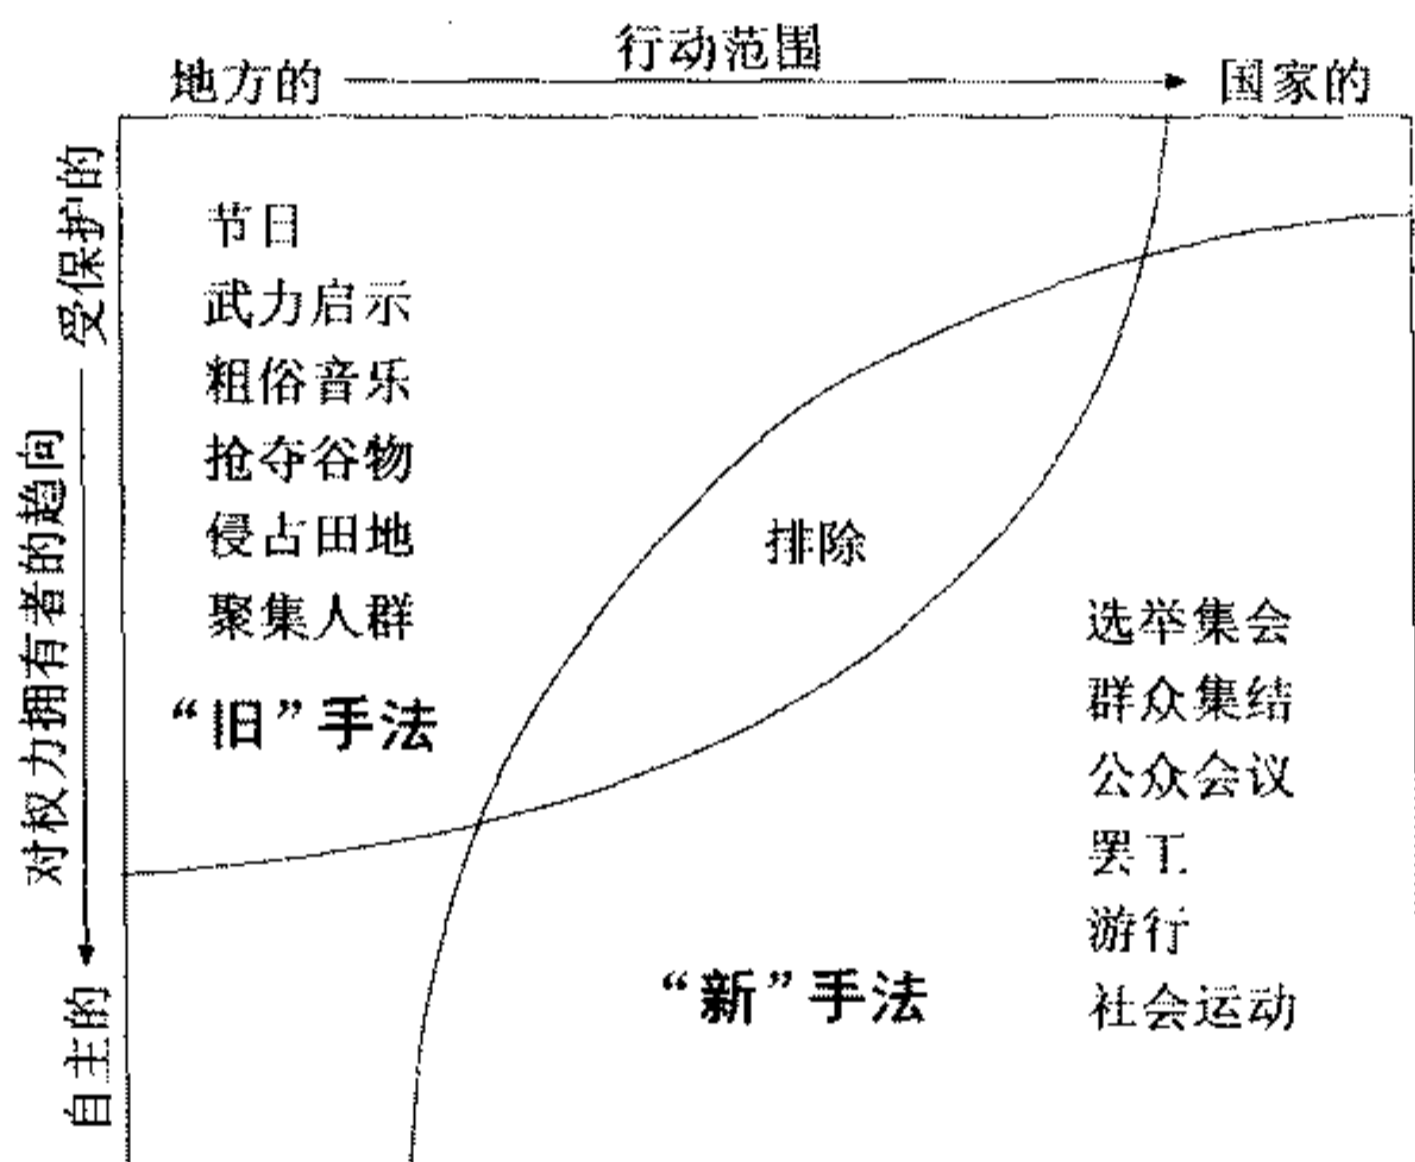 行动范围
地方的
国家的
受保护的
对权力拥有者的趋向
自主的
节日
武力启示
粗俗音乐
抢夺谷物
侵占田地
聚集人群
“旧”手法
排除
选举集会
群众集结
公众会议
罢工
游行
社会运动
“新”手法